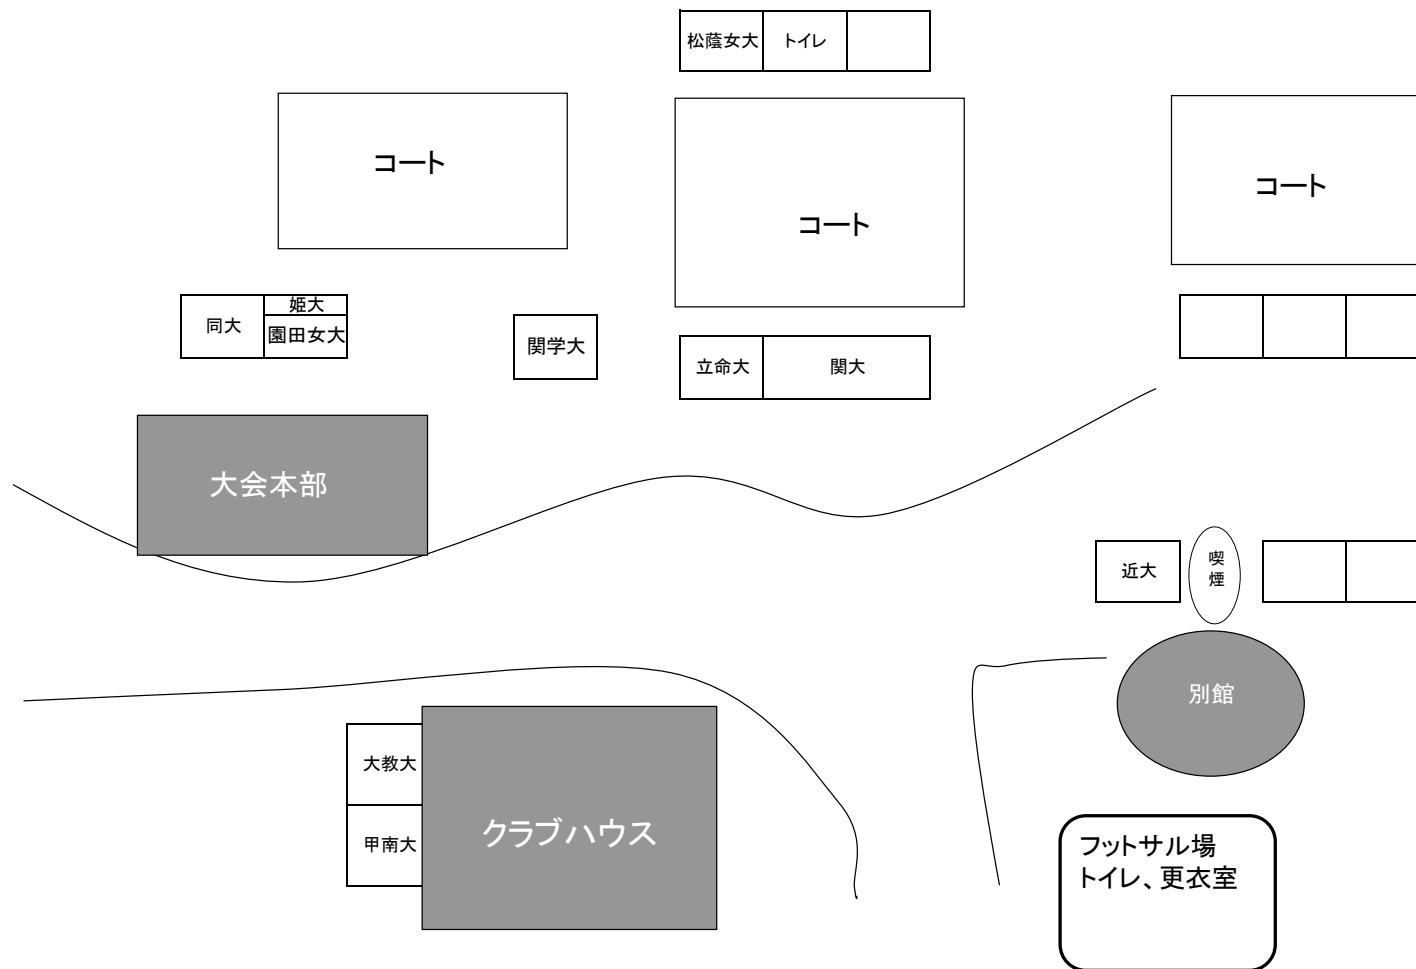 松蔭女大
トイレ
コート
コート
コート
同大
姫大
園田女大
関学大
立命大
関大
大会本部
近大
喫
煙
別館
大教大
甲南大
クラブハウス
フットサル場
トイレ、更衣室